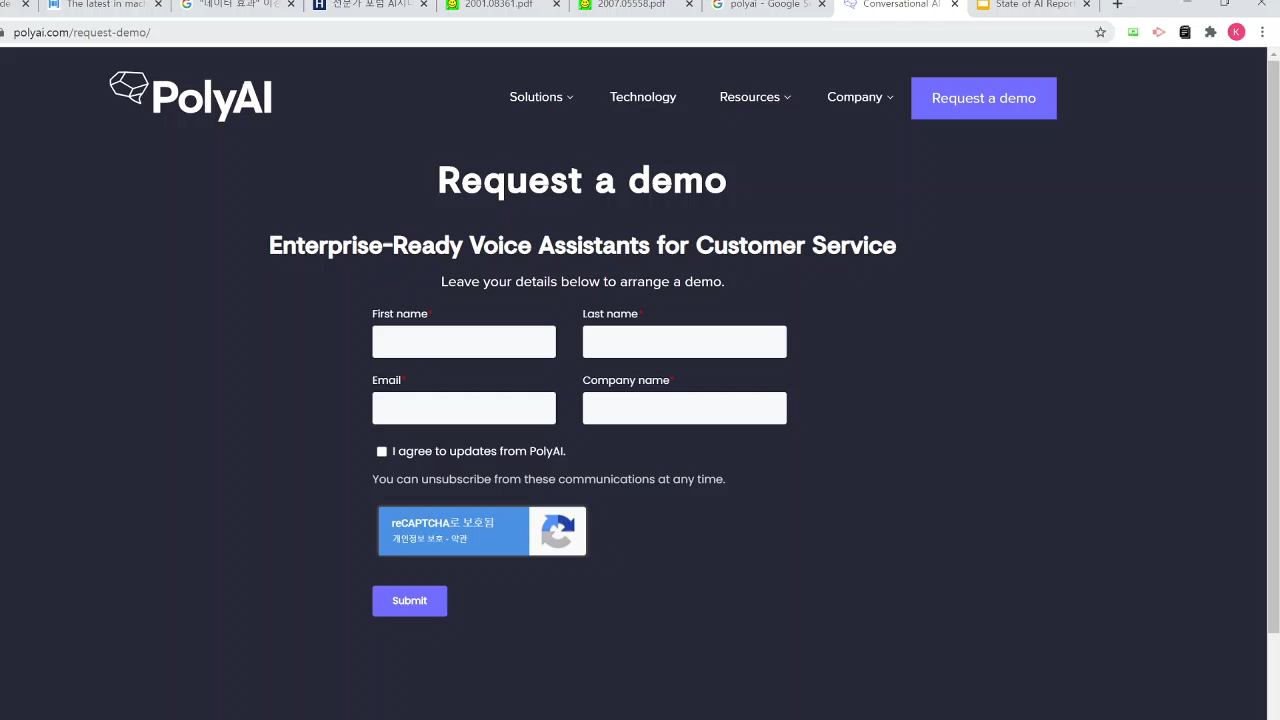 The latest in mach
"데이터 효과" 이란
2001.08361.pdf
2007.05558.pdf
polyai - Google S
Conversational AI
State of AI Report
polyai.com/request-demo/
K
PolyAI
Solutions
Technology
Resources
Company
Request a demo
Request a demo
Enterprise-Ready Voice Assistants for Customer Service
Leave your details below to arrange a demo.
First name*
Last name*
Email*
Company name*
I agree to updates from PolyAI.
You can unsubscribe from these communications at any time.
reCAPTCHA로 보호됨
개인정보 보호 - 약관
Submit